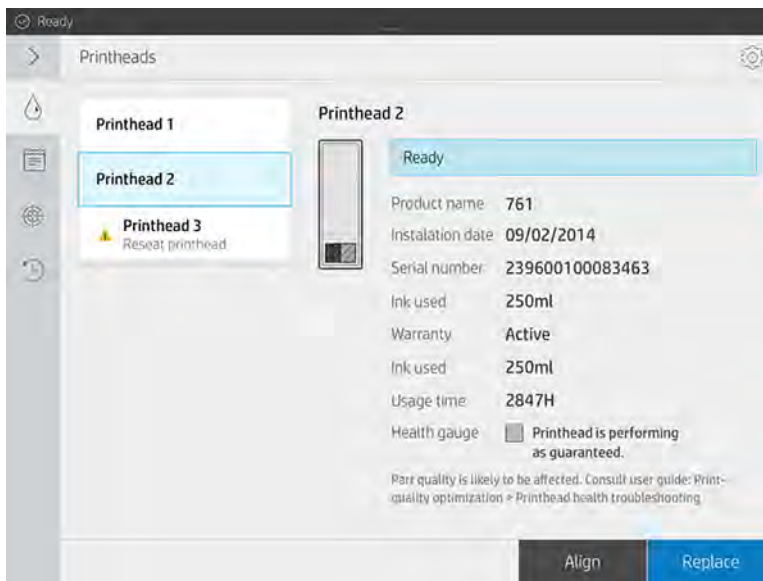 Ready
Printheads
Printhead 1
Printhead 2
Printhead 3
Reseat printhead
Printhead 2
Ready
Product name 761
Instalation date 09/02/2014
Serial number 239600100083463
Ink used 250ml
Warranty Active
Ink used 250ml
Usage time 2847H
Health gauge Printhead is performing
as guaranteed.
Part quality is likely to be affected. Consult user guide: Print-
quality optimization > Printhead health troubleshooting
Align Replace